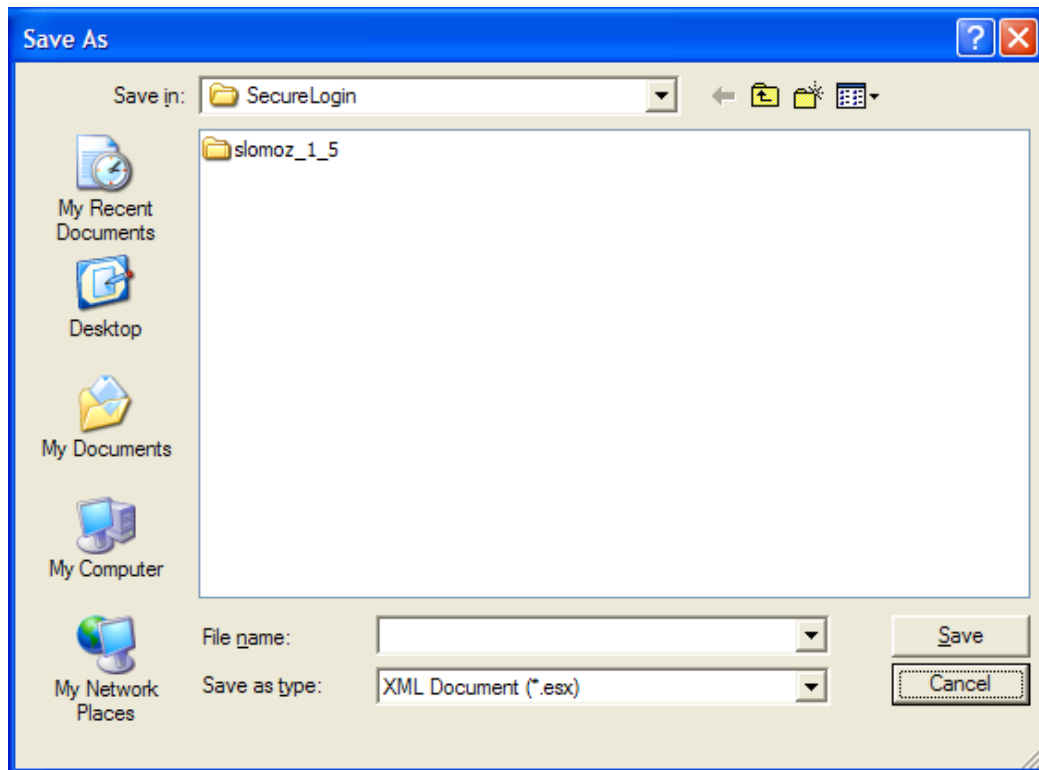 Save As
Save in:
SecureLogin
slomoz_1_5
My Recent
Documents
Desktop
My Documents
My Computer
My Network
Places
File name:
Save
Save as type:
XML Document (*.esx)
Cancel